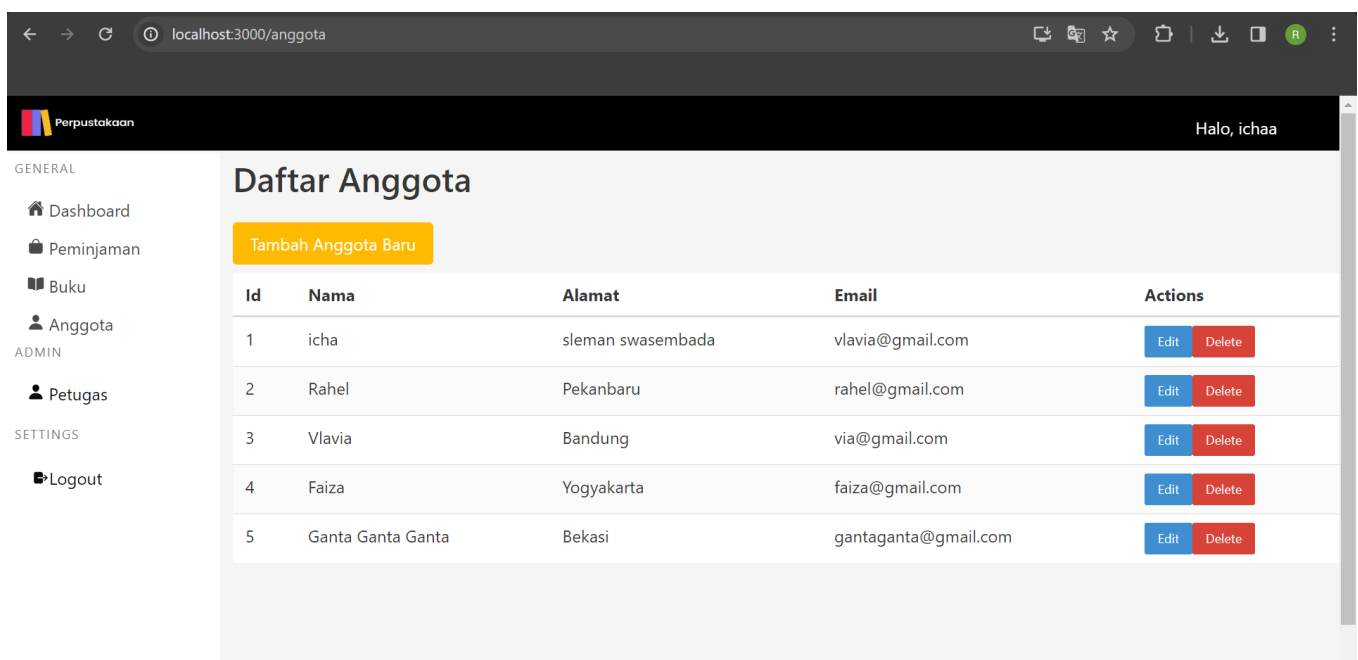 localhost:3000/anggota
R
Perpustakaan
Halo, ichaa
GENERAL
Dashboard
Peminjaman
Buku
Anggota
ADMIN
Petugas
SETTINGS
Logout
Daftar Anggota
Tambah Anggota Baru
Id Nama Alamat Email Actions
1 icha sleman swasembada vlavia@gmail.com Edit Delete
2 Rahel Pekanbaru rahel@gmail.com Edit Delete
3 Vlavia Bandung via@gmail.com Edit Delete
4 Faiza Yogyakarta faiza@gmail.com Edit Delete
5 Ganta Ganta Ganta Bekasi gantaganta@gmail.com Edit Delete